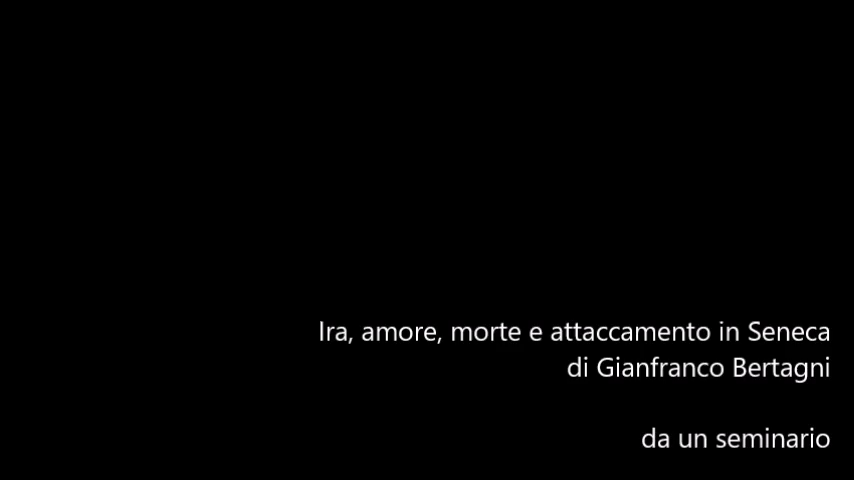 Ira, amore, morte e attaccamento in Seneca
di Gianfranco Bertagni
da un seminario